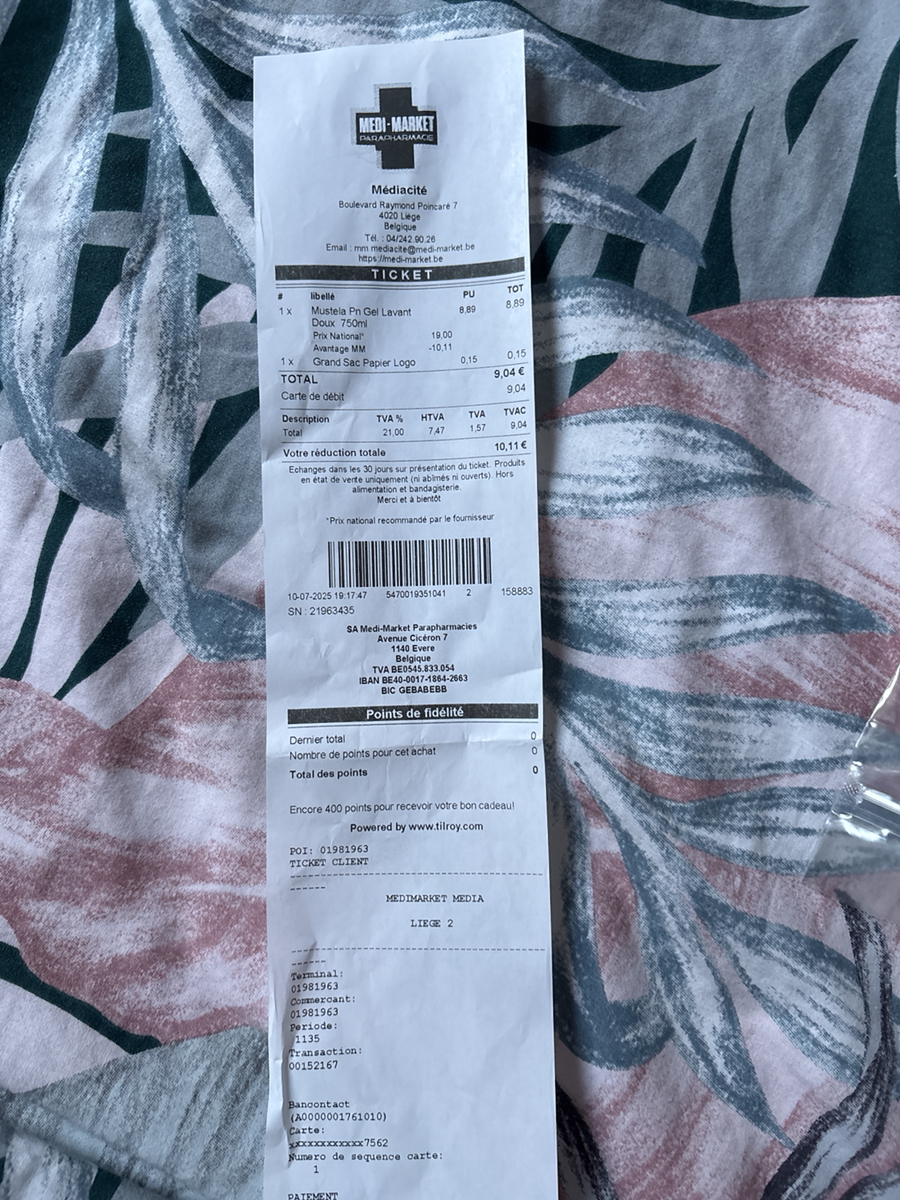 MEDI-MARKET
PARAPHARMACIE
Médiacité
Boulevard Raymond Poincaré 7
4020 Liège
Belgique
Tél. : 04/242.90.26
Email : mm.mediacite@medi-market.be
https://medi-market.be
TICKET
# libellé PU TOT
1 x Mustela Pn Gel Lavant 8,89 8,89
Doux 750ml
Prix National* 19,00
Avantage MM -10,11
1 x Grand Sac Papier Logo 0,15 0,15
TOTAL 9,04 €
Carte de débit 9,04
Description TVA % HTVA TVA TVAC
Total 21,00 7,47 1,57 9,04
Votre réduction totale 10,11 €
Echanges dans les 30 jours sur présentation du ticket. Produits
en état de vente uniquement (ni abîmés ni ouverts). Hors
alimentation et bandagisterie.
Merci et à bientôt
*Prix national recommandé par le fournisseur
10-07-2025 19:17:47 5470019351041 2 158883
SN : 21963435
SA Medi-Market Parapharmacies
Avenue Cicéron 7
1140 Evere
Belgique
TVA BE0545.833.054
IBAN BE40-0017-1864-2663
BIC GEBABEBB
Points de fidélité
Dernier total 0
Nombre de points pour cet achat 0
Total des points 0
Encore 400 points pour recevoir votre bon cadeau!
Powered by www.tilroy.com
POI: 01981963
TICKET CLIENT
--------------------------------------------
------
MEDIMARKET MEDIA
LIEGE 2
--------------------------------------------
------
Terminal:
01981963
Commercant:
01981963
Periode:
1135
Transaction:
00152167
Bancontact
(A0000001761010)
Carte:
xxxxxxxxxxxx7562
Numero de sequence carte:
1
PAIEMENT